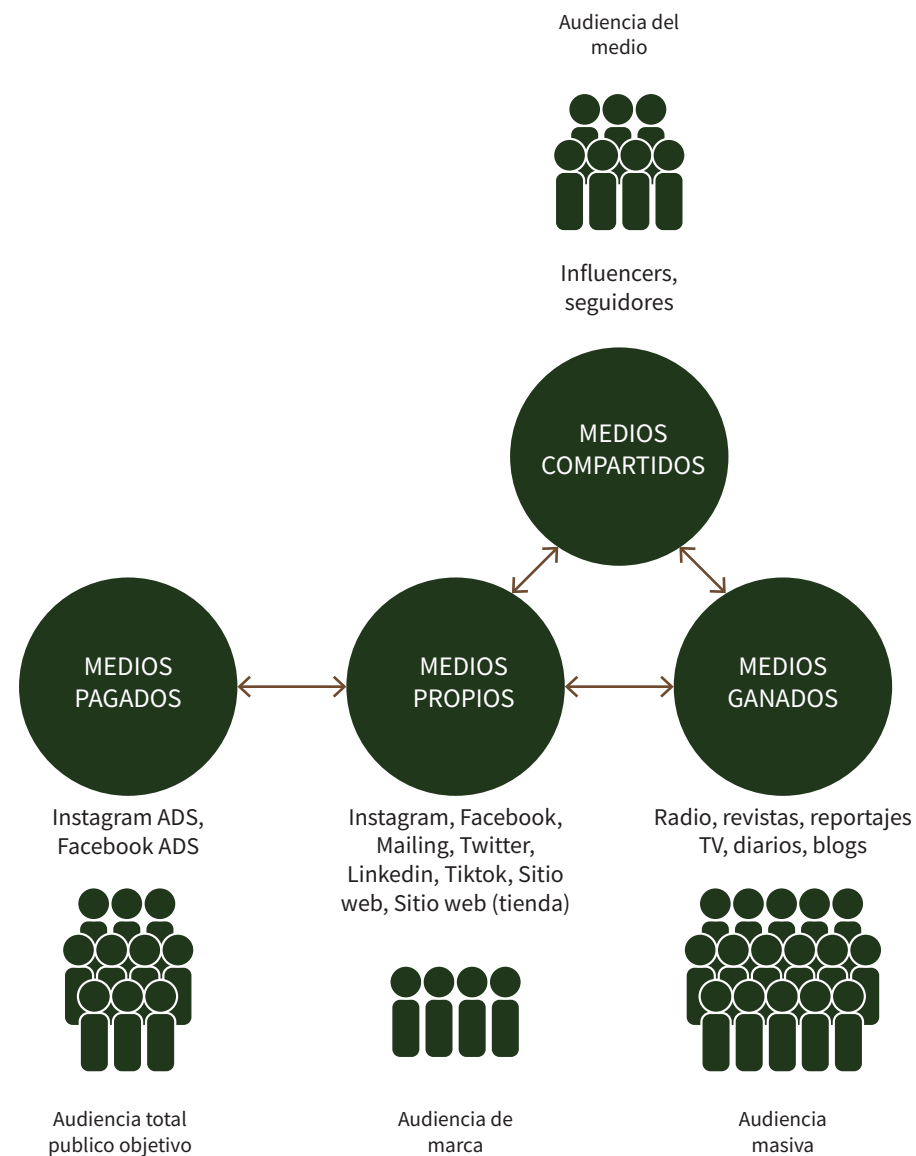 Audiencia del
medio
Influencers,
seguidores
MEDIOS
COMPARTIDOS
MEDIOS
PAGADOS
MEDIOS
PROPIOS
MEDIOS
GANADOS
Instagram ADS,
Facebook ADS
Instagram, Facebook,
Mailing, Twitter,
Linkedin, Tiktok, Sitio
web, Sitio web (tienda)
Radio, revistas, reportajes
TV, diarios, blogs
Audiencia total
publico objetivo
Audiencia de
marca
Audiencia
masiva